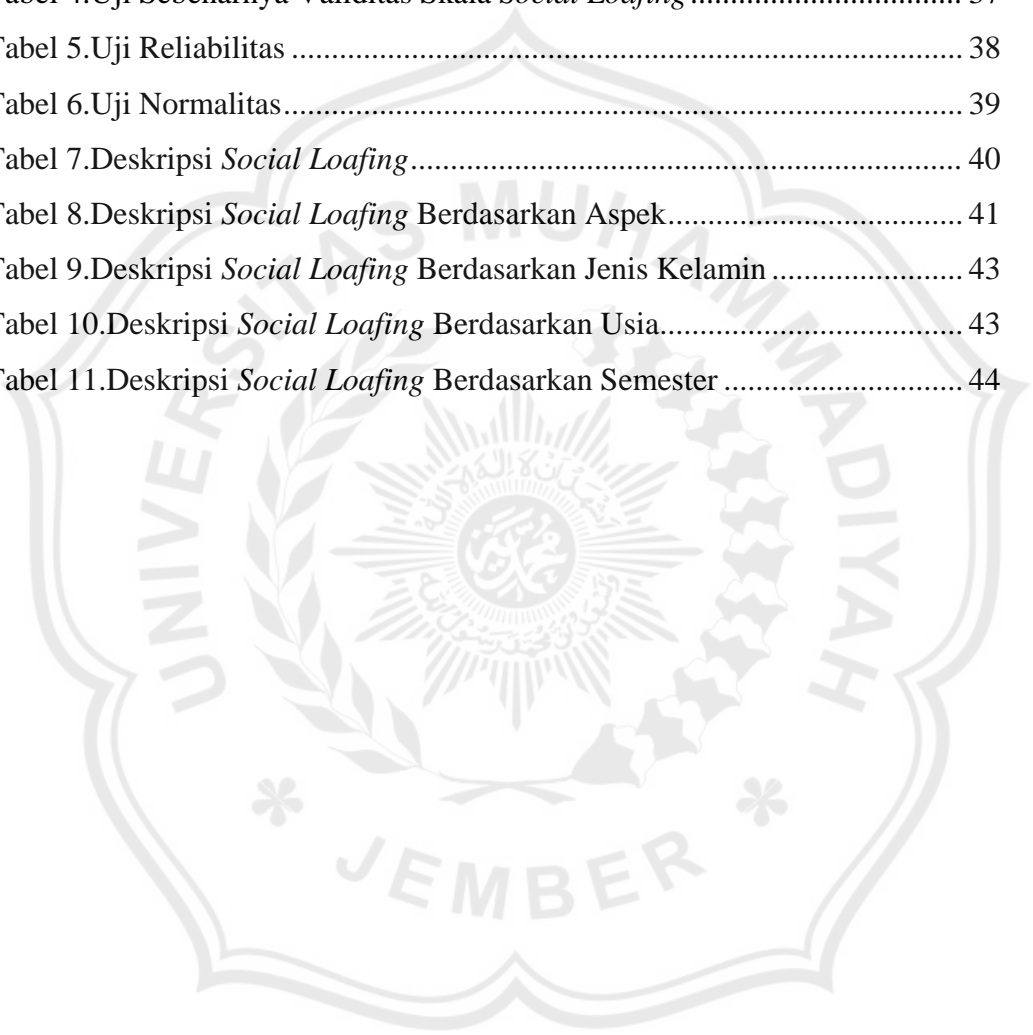 Tabel 4.Uji Sebenarnya Validitas Skala Social Loafing .................................. 37
Tabel 5.Uji Reliabilitas .................................................................................... 38
Tabel 6.Uji Normalitas..................................................................................... 39
Tabel 7.Deskripsi Social Loafing.................................................................... 40
Tabel 8.Deskripsi Social Loafing Berdasarkan Aspek.................................... 41
Tabel 9.Deskripsi Social Loafing Berdasarkan Jenis Kelamin ....................... 43
Tabel 10.Deskripsi Social Loafing Berdasarkan Usia..................................... 43
Tabel 11.Deskripsi Social Loafing Berdasarkan Semester ............................. 44
UNIVERSITAS MUHAMMADIYAH
JEMBER